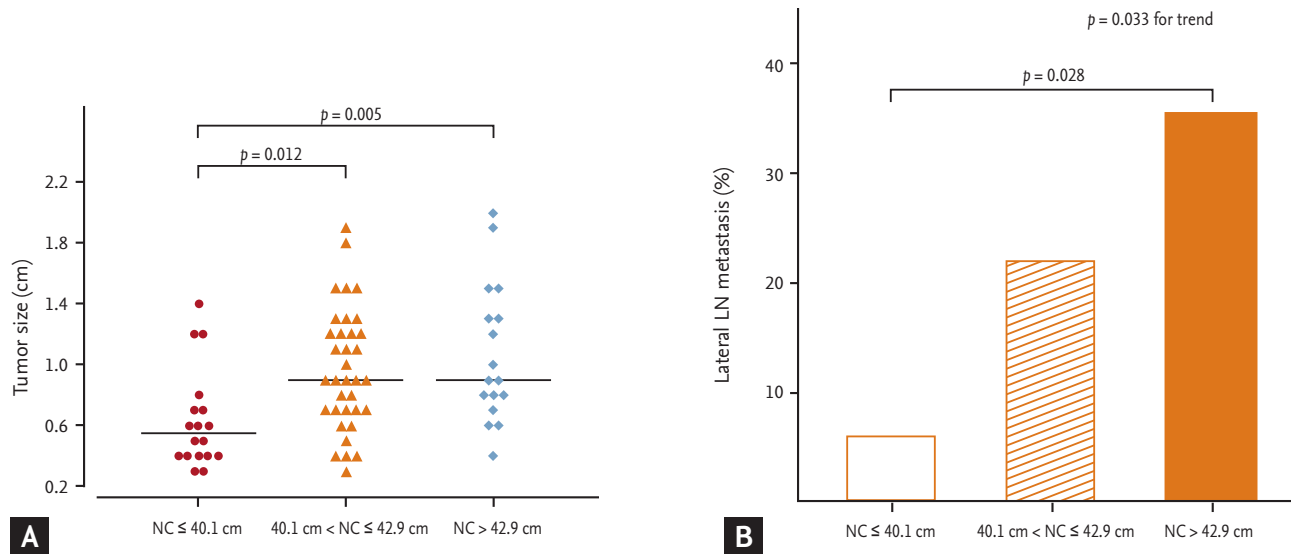 p = 0.005
p = 0.012
Tumor size (cm)
2.2
1.8
1.4
1.0
0.6
0.2
NC ≦ 40.1 cm
40.1 cm < NC ≦ 42.9 cm
NC > 42.9 cm
A
p = 0.033 for trend
p = 0.028
Lateral LN metastasis (%)
40
30
20
10
NC ≦ 40.1 cm
40.1 cm < NC ≦ 42.9 cm
NC > 42.9 cm
B